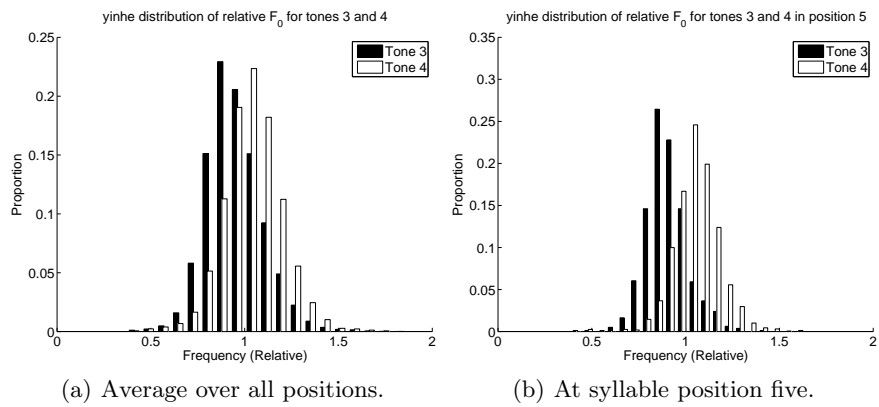 yinhe distribution of relative F0 for tones 3 and 4
0.25
0.2
0.15
0.1
0.05
0
Proportion
Tone 3
Tone 4
0 0.5 1 1.5 2
Frequency (Relative)
(a) Average over all positions.
yinhe distribution of relative F0 for tones 3 and 4 in position 5
0.35
0.3
0.25
0.2
0.15
0.1
0.05
0
Proportion
Tone 3
Tone 4
0 0.5 1 1.5 2
Frequency (Relative)
(b) At syllable position five.